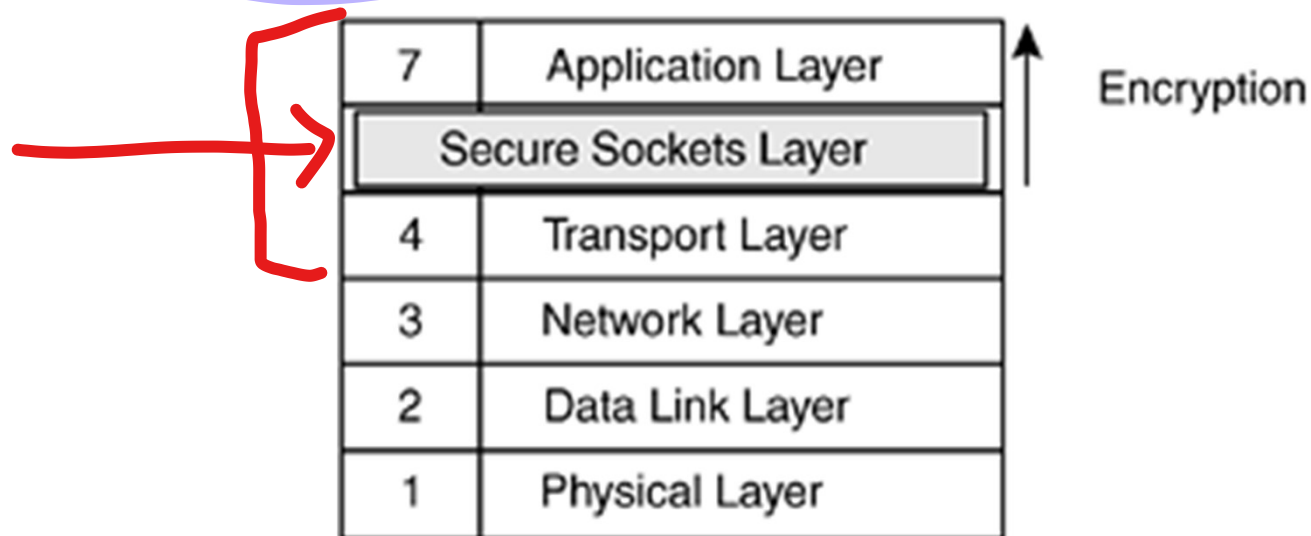 7 Application Layer
Encryption
Secure Sockets Layer
4 Transport Layer
3 Network Layer
2 Data Link Layer
1 Physical Layer